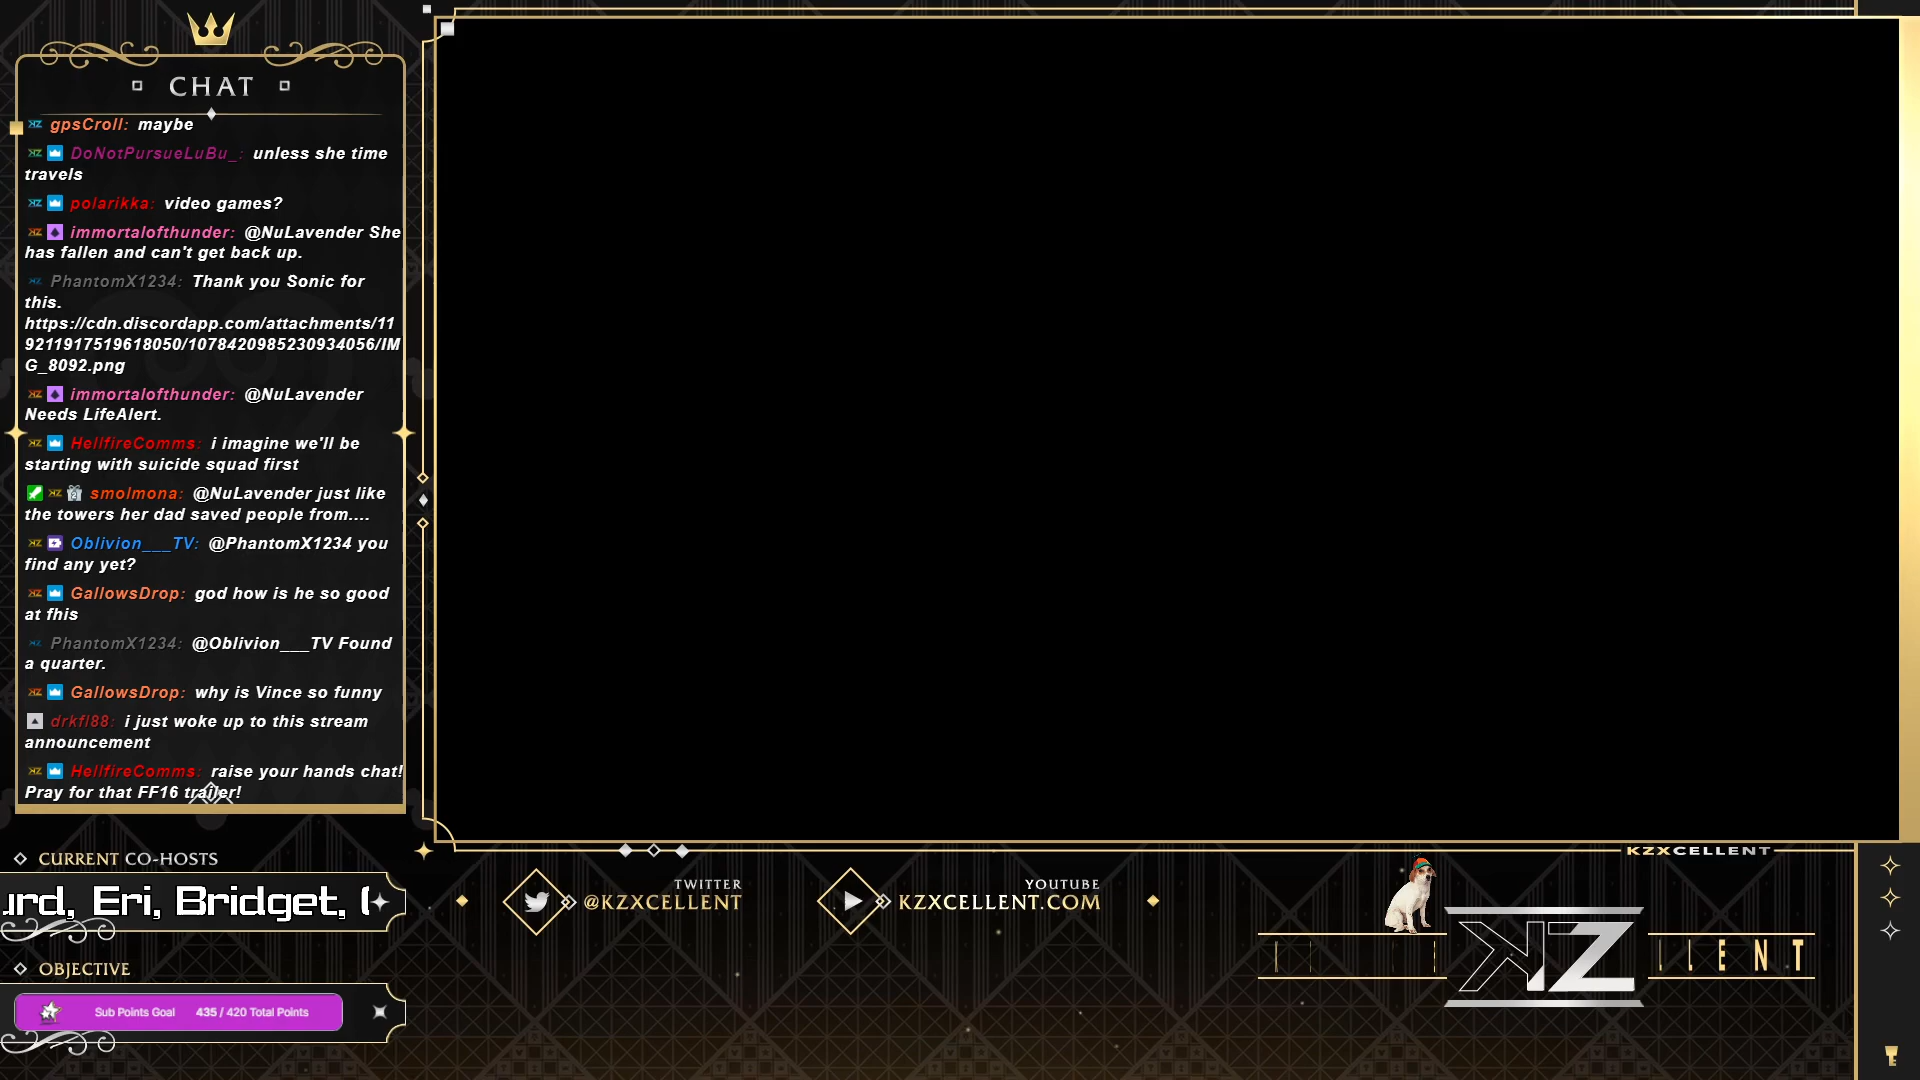 CHAT
gpsCroll: maybe
DoNotPursueLuBu_: unless she time
travels
polarikka: video games?
immortalofthunder: @NuLavender She
has fallen and can't get back up.
PhantomX1234: Thank you Sonic for
this.
https://cdn.discordapp.com/attachments/11
9211917519618050/1078420985230934056/IM
G_8092.png
immortalofthunder: @NuLavender
Needs LifeAlert.
HellfireComms: i imagine we'll be
starting with suicide squad first
smolmona: @NuLavender just like
the towers her dad saved people from....
Oblivion___TV: @PhantomX1234 you
find any yet?
GallowsDrop: god how is he so good
at fhis
PhantomX1234: @Oblivion___TV Found
a quarter.
GallowsDrop: why is Vince so funny
drkfl88: i just woke up to this stream
announcement
HellfireComms: raise your hands chat!
Pray for that FF16 trailer!
CURRENT CO-HOSTS
urd, Eri, Bridget,
OBJECTIVE
Sub Points Goal 435 / 420 Total Points
TWITTER
@KZXCELLENT
YOUTUBE
KZXCELLENT.COM
KZXCELLENT
KZ
LLENT